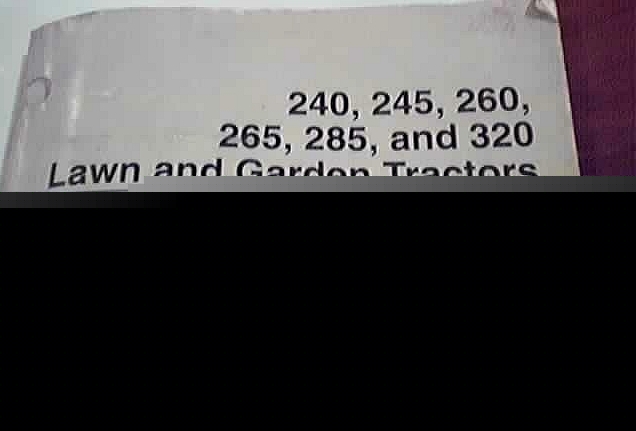 240, 245, 260,
265, 285, and 320
Lawn and Garden Tractors